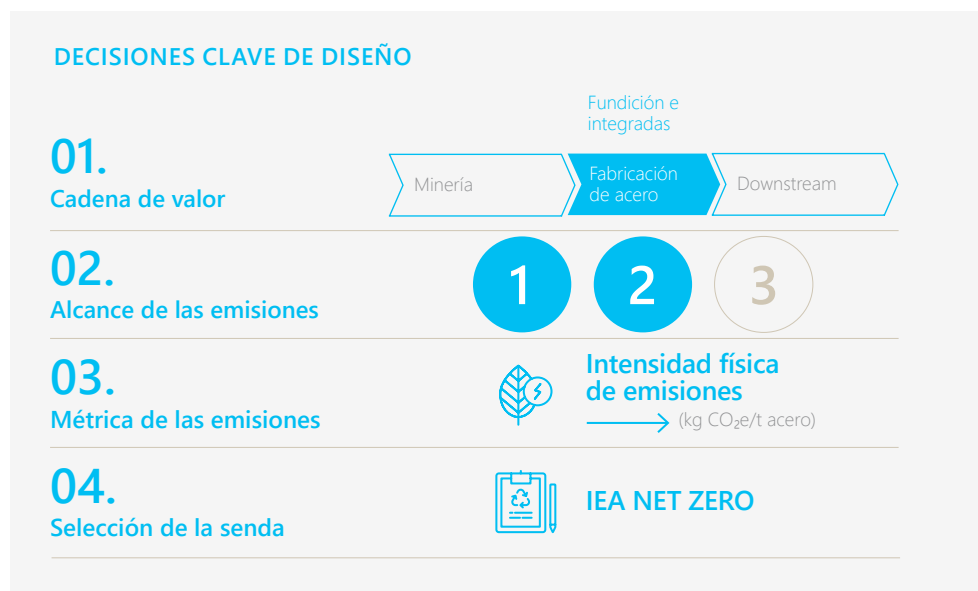 DECISIONES CLAVE DE DISEÑO
Fundición e
integradas
01.
Cadena de valor
Minería
Fabricación
de acero
Downstream
02.
Alcance de las emisiones
1
2
3
03.
Métrica de las emisiones
Intensidad física
de emisiones
(kg CO₂e/t acero)
04.
Selección de la senda
IEA NET ZERO